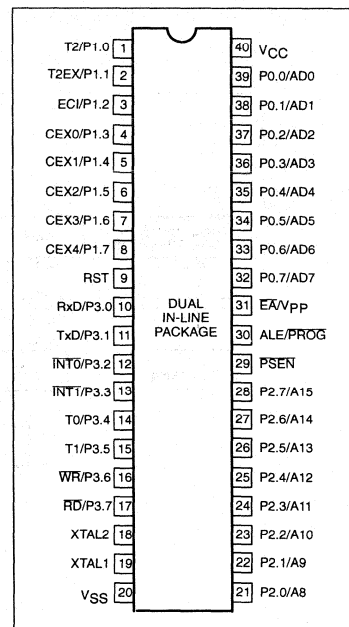 T2/P1.0 1
T2EX/P1.1 2
ECI/P1.2 3
CEX0/P1.3 4
CEX1/P1.4 5
CEX2/P1.5 6
CEX3/P1.6 7
CEX4/P1.7 8
RST 9
RxD/P3.0 10
TxD/P3.1 11
INT0/P3.2 12
INT1/P3.3 13
T0/P3.4 14
T1/P3.5 15
WR/P3.6 16
RD/P3.7 17
XTAL2 18
XTAL1 19
VSS 20
DUAL
IN-LINE
PACKAGE
40 VCC
39 P0.0/AD0
38 P0.1/AD1
37 P0.2/AD2
36 P0.3/AD3
35 P0.4/AD4
34 P0.5/AD5
33 P0.6/AD6
32 P0.7/AD7
31 EA/VPP
30 ALE/PROG
29 PSEN
28 P2.7/A15
27 P2.6/A14
26 P2.5/A13
25 P2.4/A12
24 P2.3/A11
23 P2.2/A10
22 P2.1/A9
21 P2.0/A8